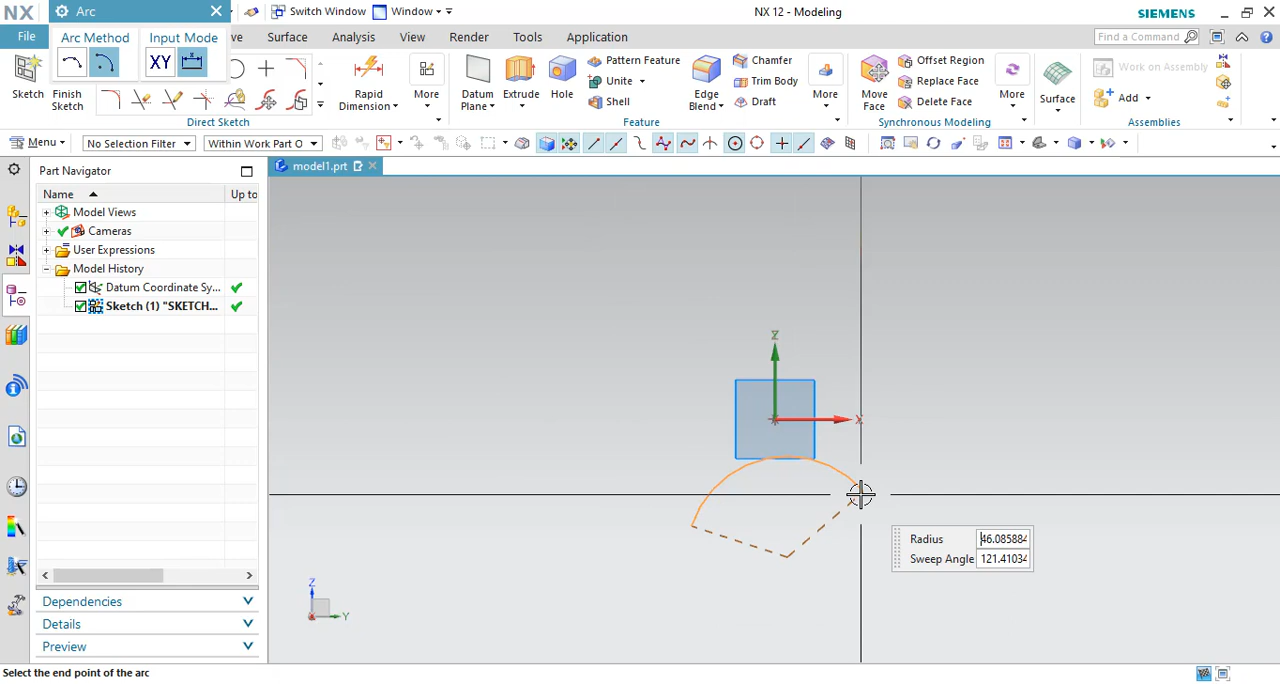 NX
Arc
Switch Window
Window
NX 12 - Modeling
SIEMENS
File
Arc Method
Input Mode
ve
Surface
Analysis
View
Render
Tools
Application
Find a Command
XY
Sketch
Finish
Sketch
Direct Sketch
Rapid
Dimension
More
Datum
Plane
Extrude
Hole
Pattern Feature
Unite
Shell
Edge
Blend
Chamfer
Trim Body
Draft
More
Feature
Move
Face
Offset Region
Replace Face
Delete Face
More
Synchronous Modeling
Surface
Work on Assembly
Add
Assemblies
Menu
No Selection Filter
Within Work Part O
Part Navigator
model1.prt
Name
Up to
Model Views
Cameras
User Expressions
Model History
Datum Coordinate Sy...
Sketch (1) "SKETCH...
Z
X
Radius
46.085884
Sweep Angle
121.41034
Z
Y
Dependencies
Details
Preview
Select the end point of the arc